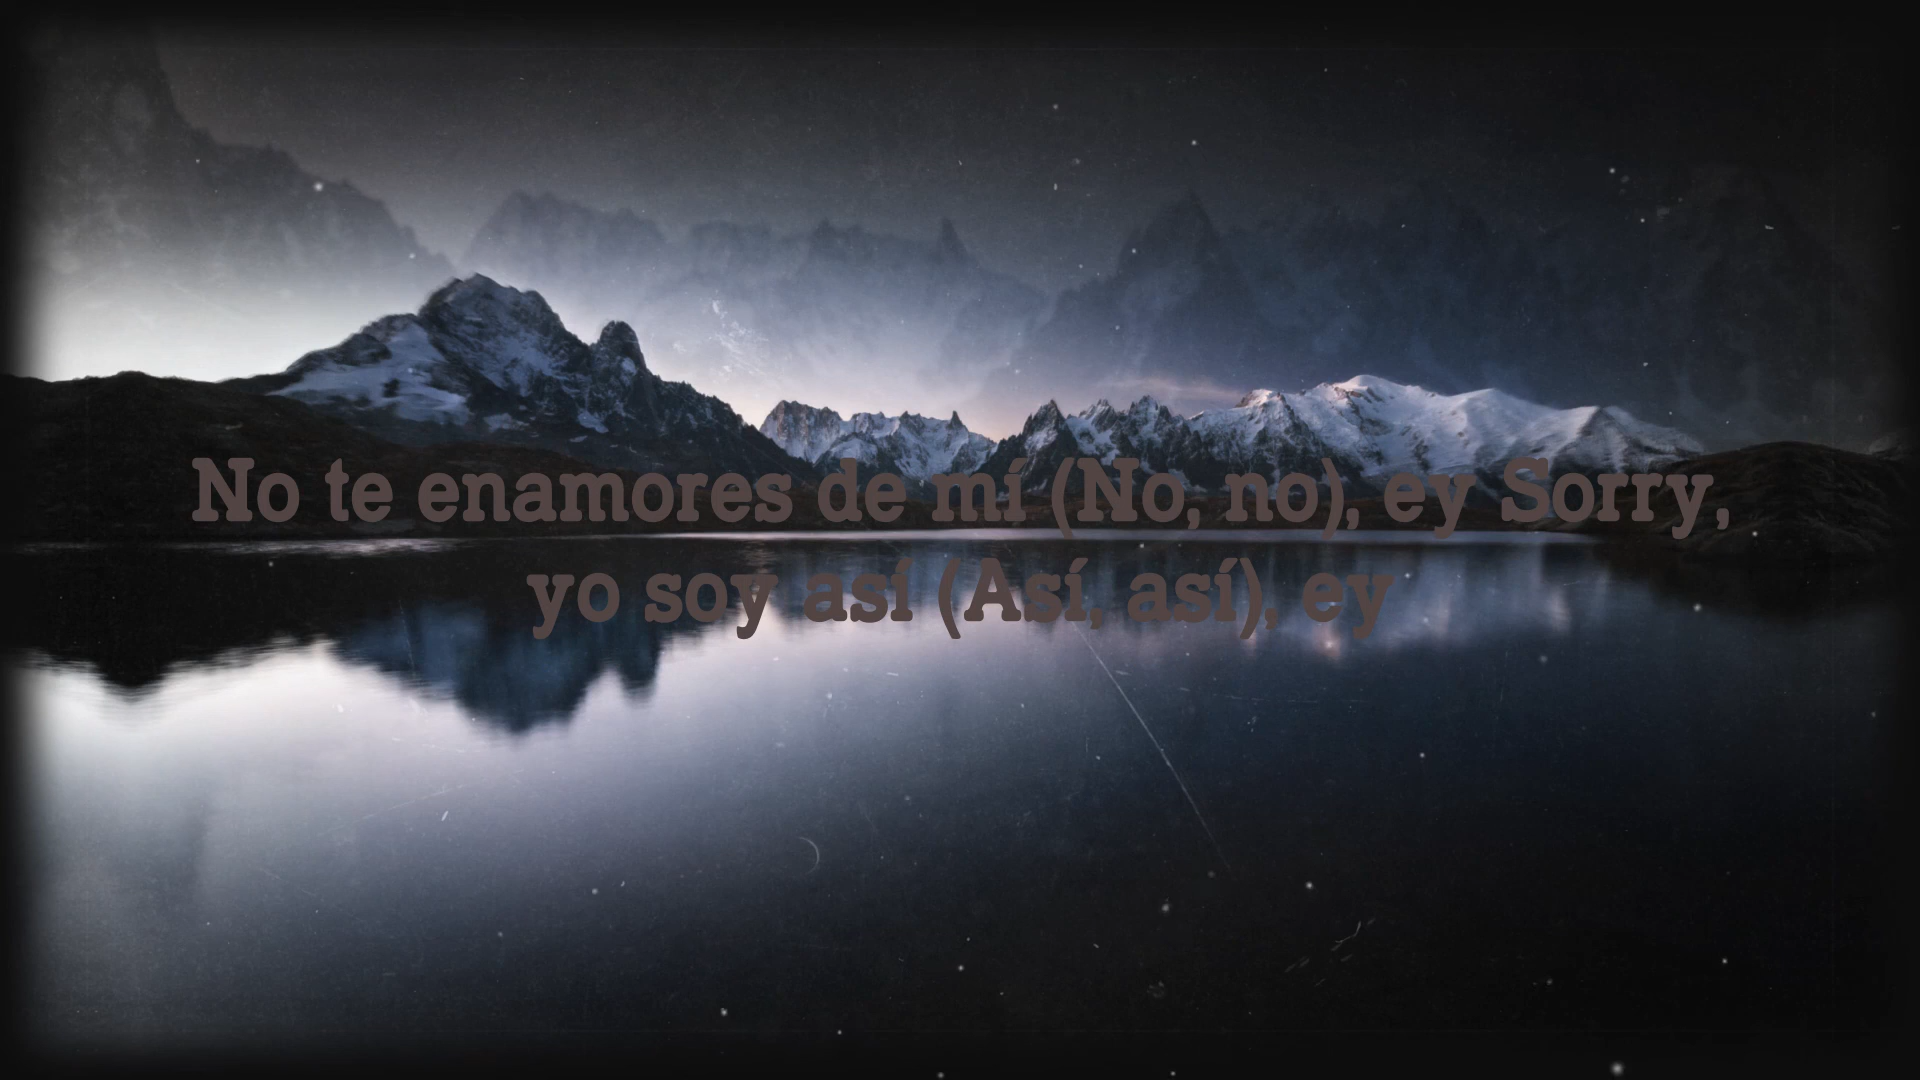 No te enamores de mí (No, no), ey Sorry,
yo soy así (Así, así), ey